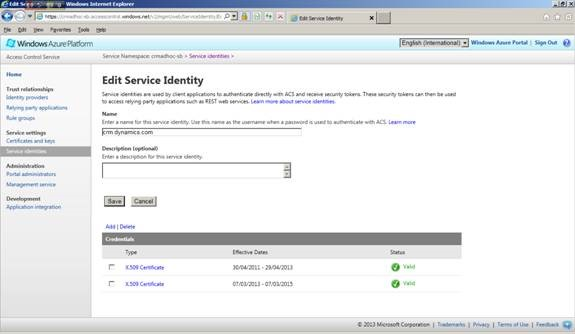 Edit Ser
Windows Internet Explorer
https://crmadhoc-sb.accesscontrol.windows.net/v2/mgmt/web/ServiceIdentity/E
Edit Service Identity
File Edit View Favorites Tools Help
Windows Azure Platform
English (International)
Windows Azure Portal | Sign Out
Access Control Service
Service Namespace: crmadhoc-sb > Service identities >
Home
Trust relationships
Identity providers
Relying party applications
Rule groups
Service settings
Certificates and keys
Service identities
Administration
Portal administrators
Management service
Development
Application integration
Edit Service Identity
Service identities are used by client applications to authenticate directly with ACS and receive security tokens. These security tokens can then be used
to access relying party applications such as REST web services. Learn more about service identities.
Name
Enter a name for this service identity. Use this name as the username when a password is used to authenticate with ACS. Learn more
crm.dynamics.com
Description (optional)
Enter a description for this service identity.
Save
Cancel
Add | Delete
Credentials
Type Effective Dates Status
X.509 Certificate 30/04/2011 - 29/04/2013 Valid
X.509 Certificate 07/03/2013 - 07/03/2015 Valid
© 2013 Microsoft Corporation | Trademarks | Privacy | Terms of Use | Feedback